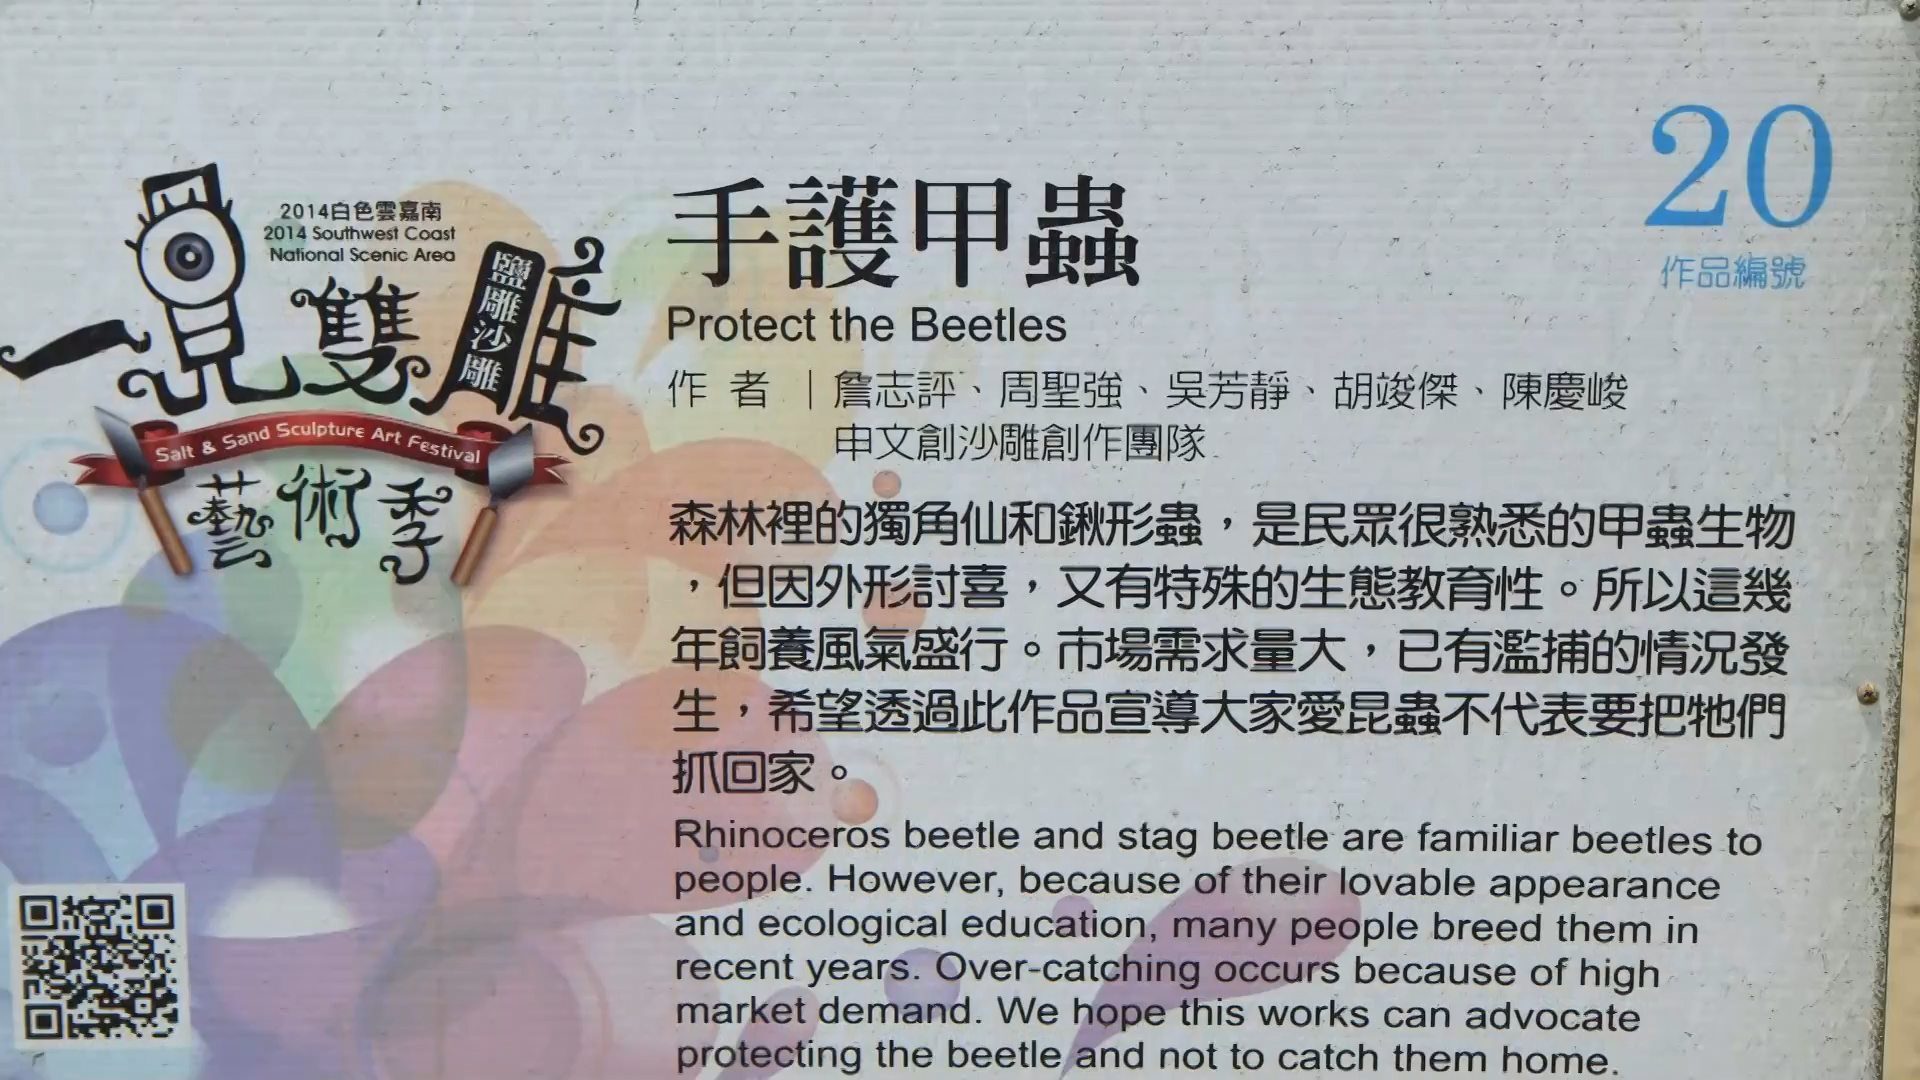 2014白色雲嘉南
2014 Southwest Coast
National Scenic Area
一見雙雕
鹽雕沙雕
Salt & Sand Sculpture Art Festival
藝術季
20
作品編號
手護甲蟲
Protect the Beetles
作 者 ｜詹志評、周聖強、吳芳靜、胡竣傑、陳慶峻
申文創沙雕創作團隊
森林裡的獨角仙和鍬形蟲，是民眾很熟悉的甲蟲生物
，但因外形討喜，又有特殊的生態教育性。所以這幾
年飼養風氣盛行。市場需求量大，已有濫捕的情況發
生，希望透過此作品宣導大家愛昆蟲不代表要把牠們
抓回家。
Rhinoceros beetle and stag beetle are familiar beetles to
people. However, because of their lovable appearance
and ecological education, many people breed them in
recent years. Over-catching occurs because of high
market demand. We hope this works can advocate
protecting the beetle and not to catch them home.